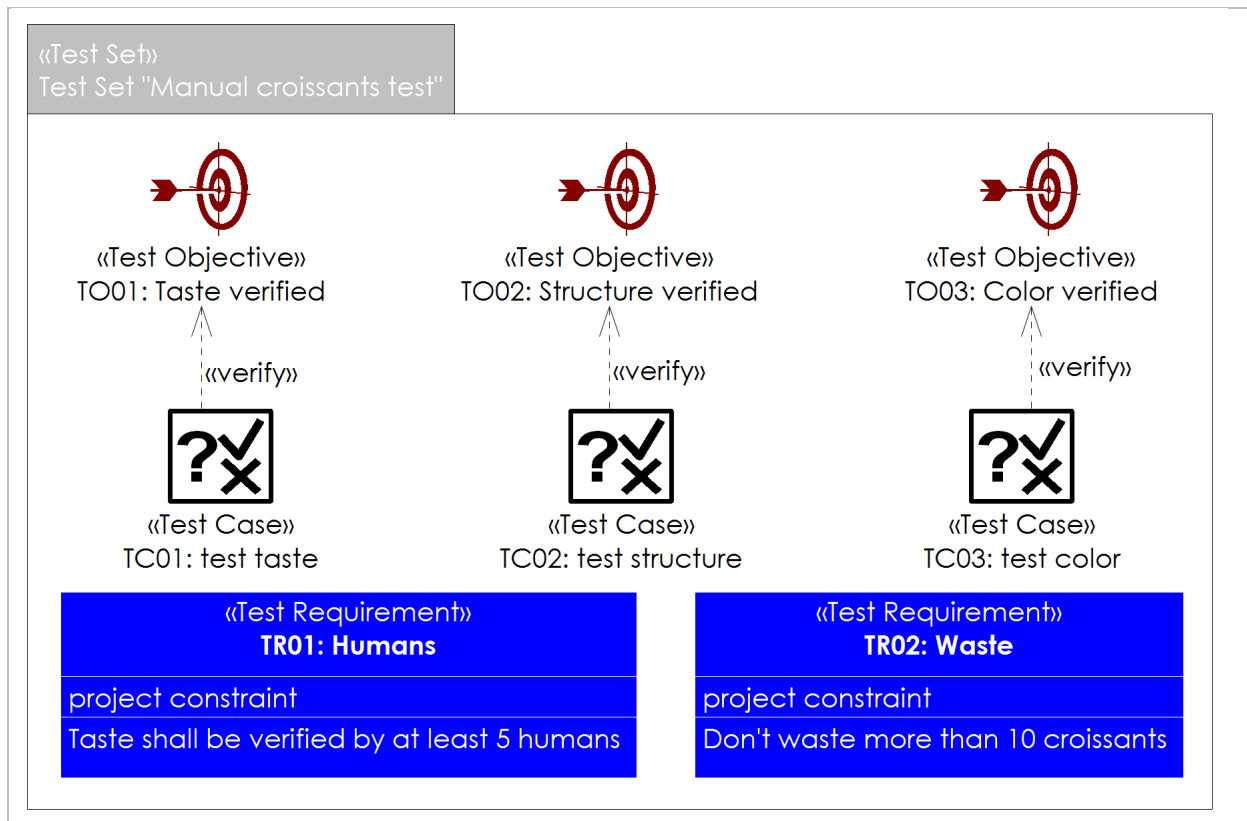 «Test Set»
Test Set "Manual croissants test"
«Test Objective»
TO01: Taste verified
«Test Objective»
TO02: Structure verified
«Test Objective»
TO03: Color verified
«verify»
«verify»
«verify»
«Test Case»
TC01: test taste
«Test Case»
TC02: test structure
«Test Case»
TC03: test color
«Test Requirement»
TR01: Humans
project constraint
Taste shall be verified by at least 5 humans
«Test Requirement»
TR02: Waste
project constraint
Don't waste more than 10 croissants